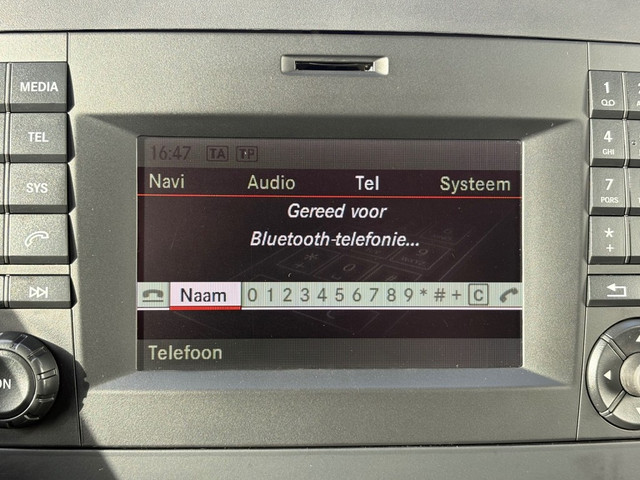 MEDIA
TEL
SYS
ON
16:47 TA TP
Navi Audio Tel Systeem
Gereed voor
Bluetooth-telefonie...
Naam 0 1 2 3 4 5 6 7 8 9 * # + C
Telefoon
1
4 GHI
7 PQRS
* +